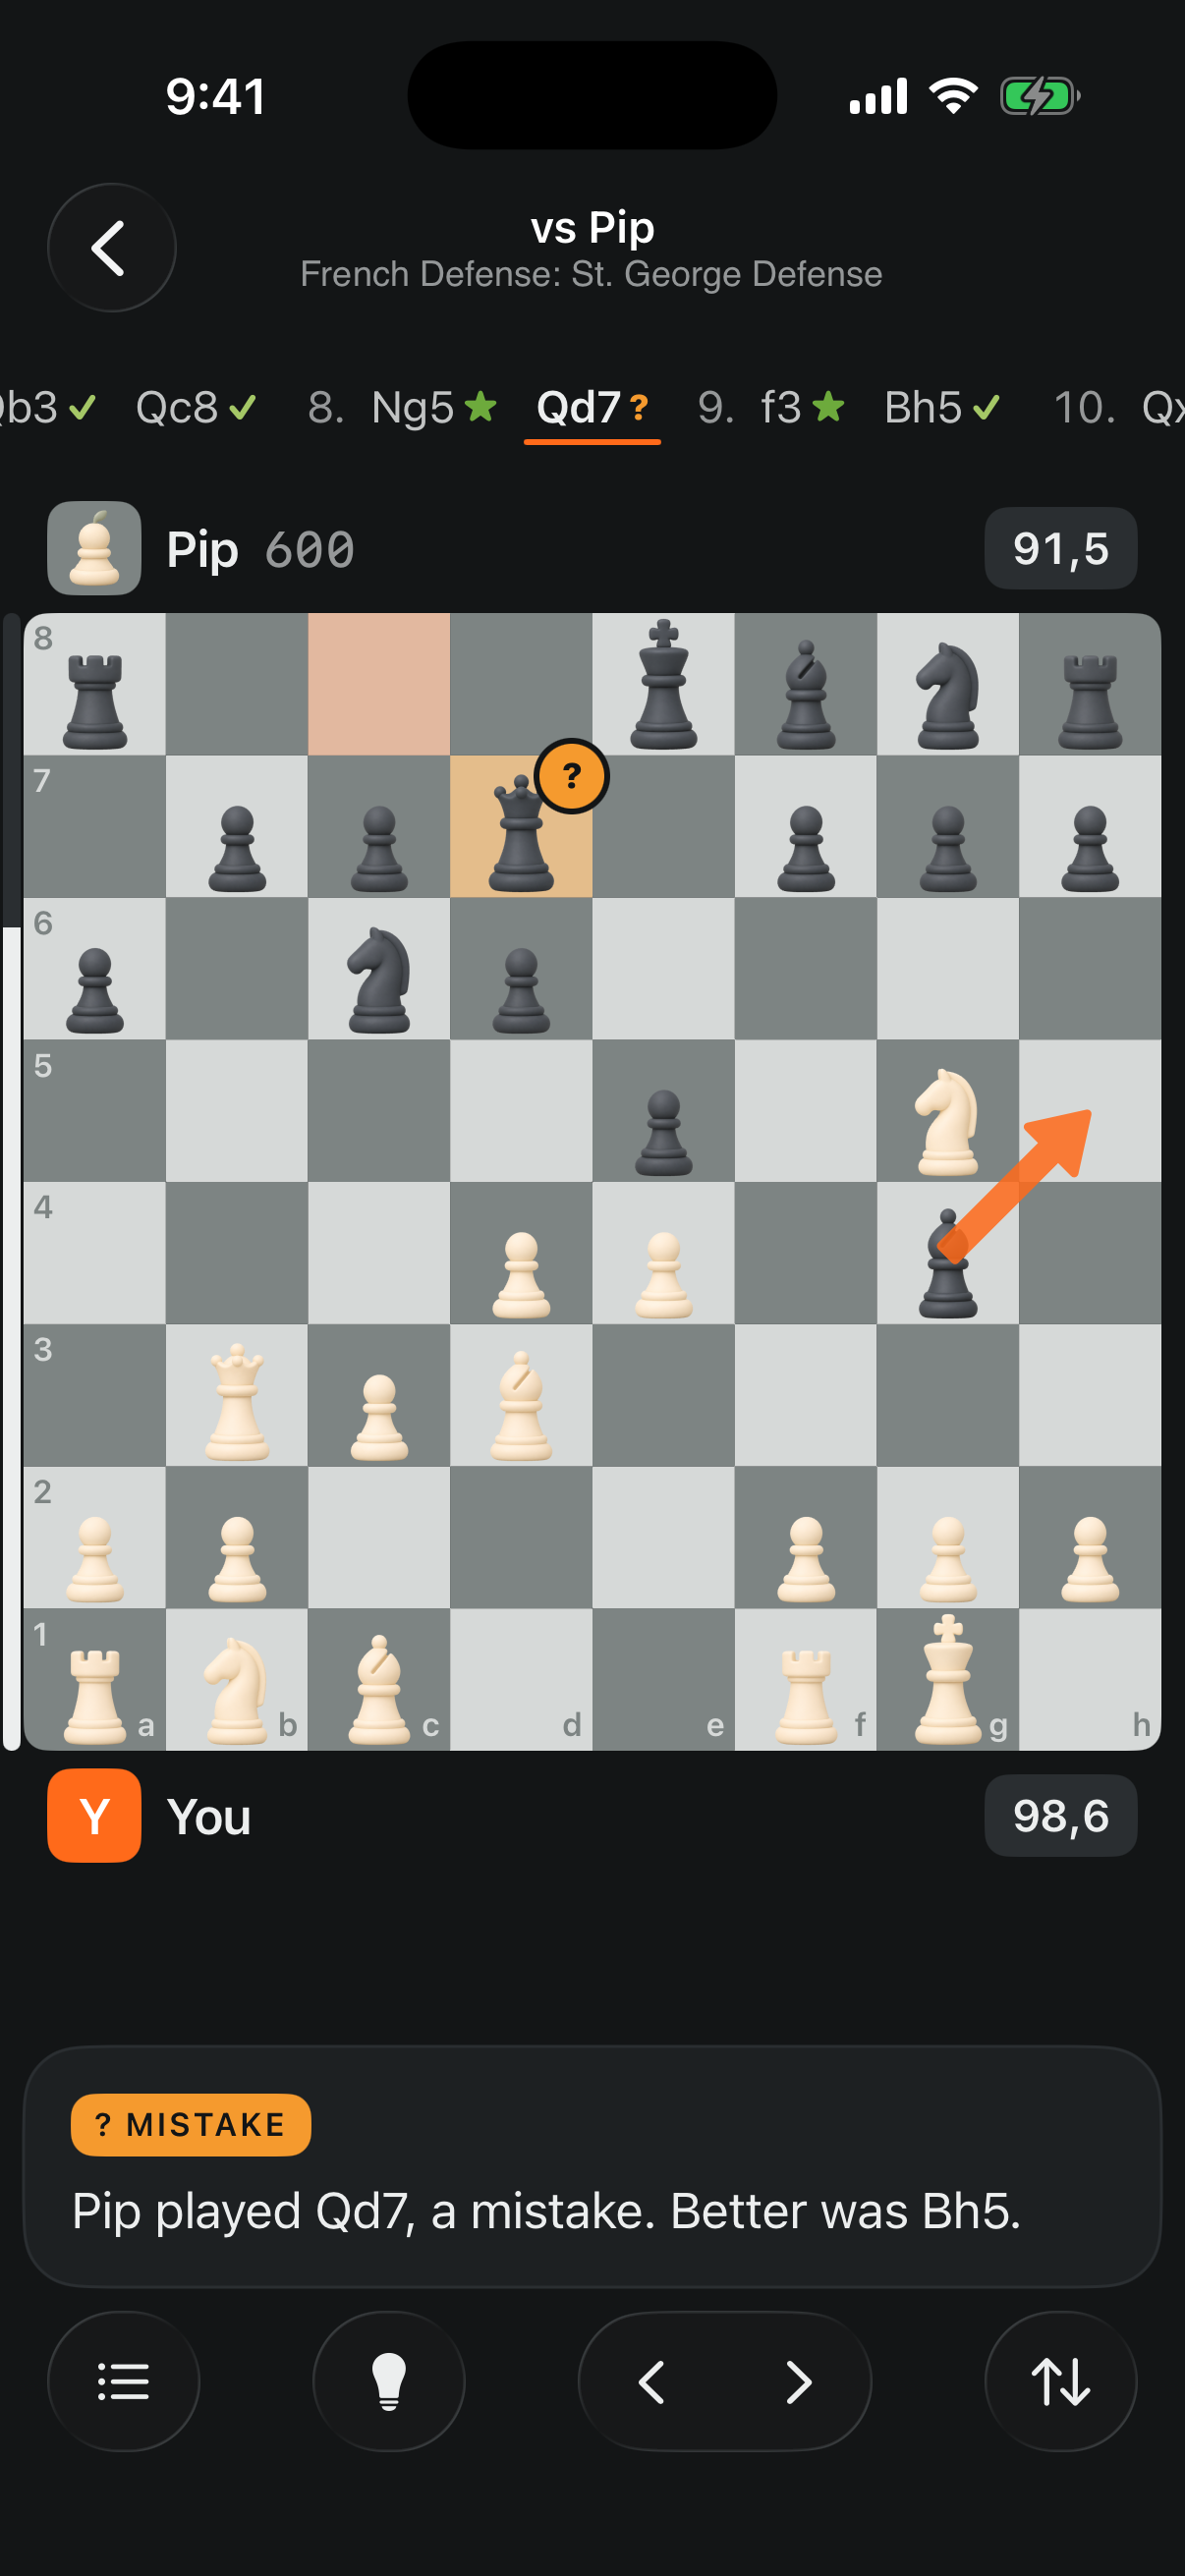 9:41
vs Pip
French Defense: St. George Defense
b3 Qc8 8. Ng5 Qd7 ? 9. f3 Bh5 10.
Pip 600 91,5
8
?
7
6
5
4
3
2
1 a b c d e f g h
Y You 98,6
? MISTAKE
Pip played Qd7, a mistake. Better was Bh5.